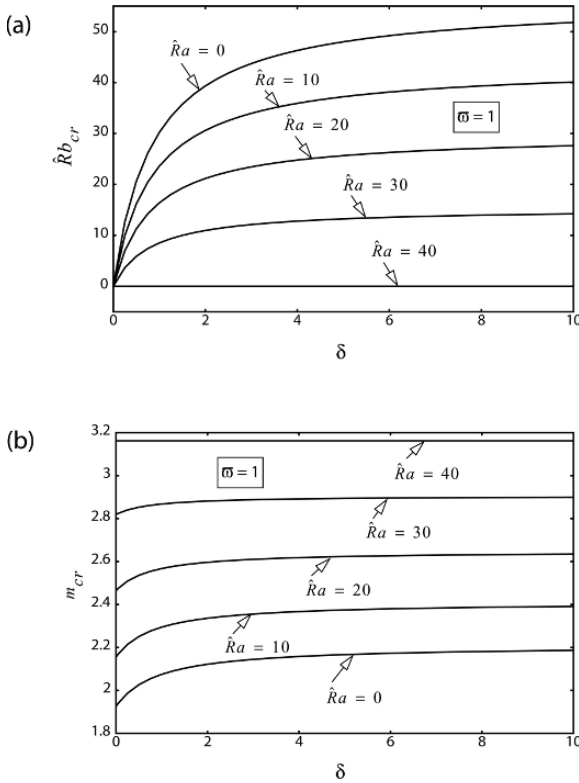 (a)
50
40
30
20
10
0
R̂b_cr
R̂a = 0
R̂a = 10
R̂a = 20
ϖ = 1
R̂a = 30
R̂a = 40
0 2 4 6 8 10
δ
(b)
3.2
3
2.8
2.6
2.4
2.2
2
1.8
m_cr
ϖ = 1
R̂a = 40
R̂a = 30
R̂a = 20
R̂a = 10
R̂a = 0
0 2 4 6 8 10
δ